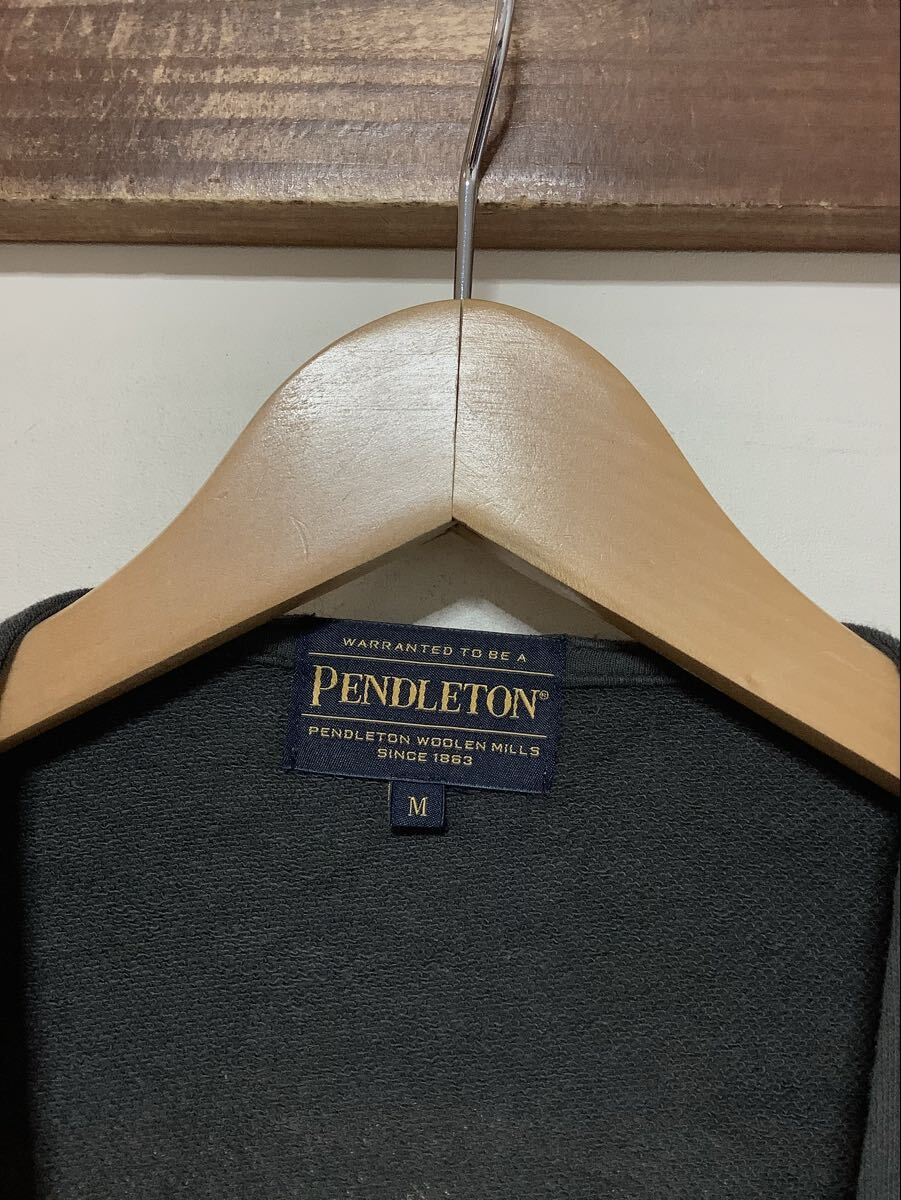 WARRANTED TO BE A
PENDLETON®
PENDLETON WOOLEN MILLS
SINCE 1863
M